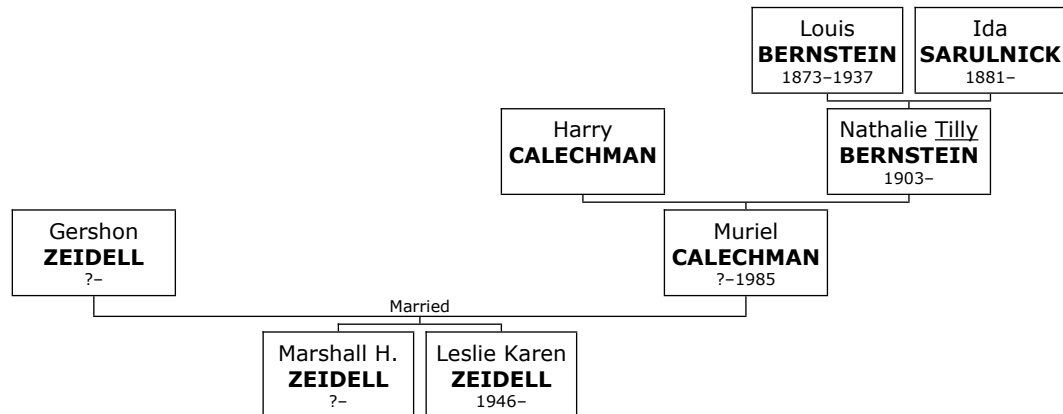 Louis
BERNSTEIN
1873–1937
Ida
SARULNICK
1881–
Harry
CALECHMAN
Nathalie Tilly
BERNSTEIN
1903–
Gershon
ZEIDELL
?–
Muriel
CALECHMAN
?–1985
Married
Marshall H.
ZEIDELL
?–
Leslie Karen
ZEIDELL
1946–